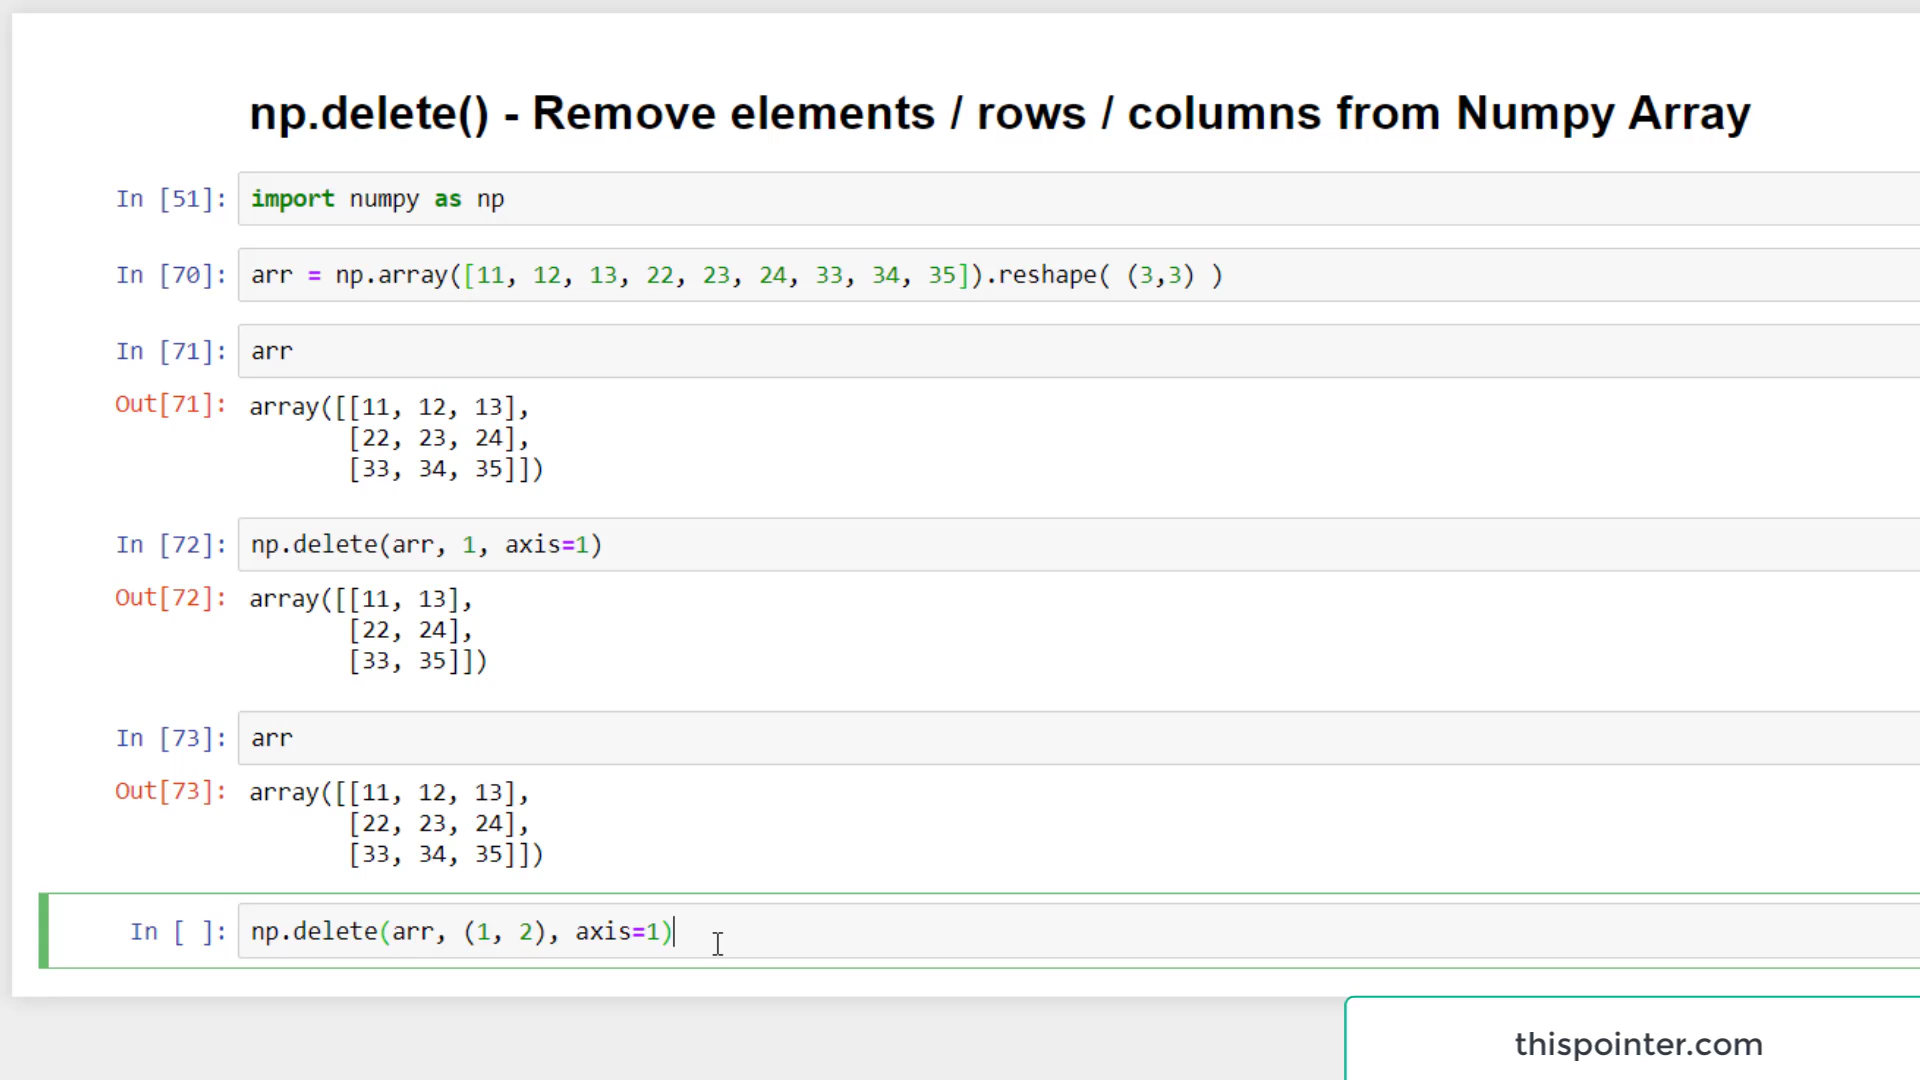 np.delete() - Remove elements / rows / columns from Numpy Array
In [51]: import numpy as np
In [70]: arr = np.array([11, 12, 13, 22, 23, 24, 33, 34, 35]).reshape( (3,3) )
In [71]: arr
Out[71]: array([[11, 12, 13],
[22, 23, 24],
[33, 34, 35]])
In [72]: np.delete(arr, 1, axis=1)
Out[72]: array([[11, 13],
[22, 24],
[33, 35]])
In [73]: arr
Out[73]: array([[11, 12, 13],
[22, 23, 24],
[33, 34, 35]])
In [ ]: np.delete(arr, (1, 2), axis=1)
thispointer.com